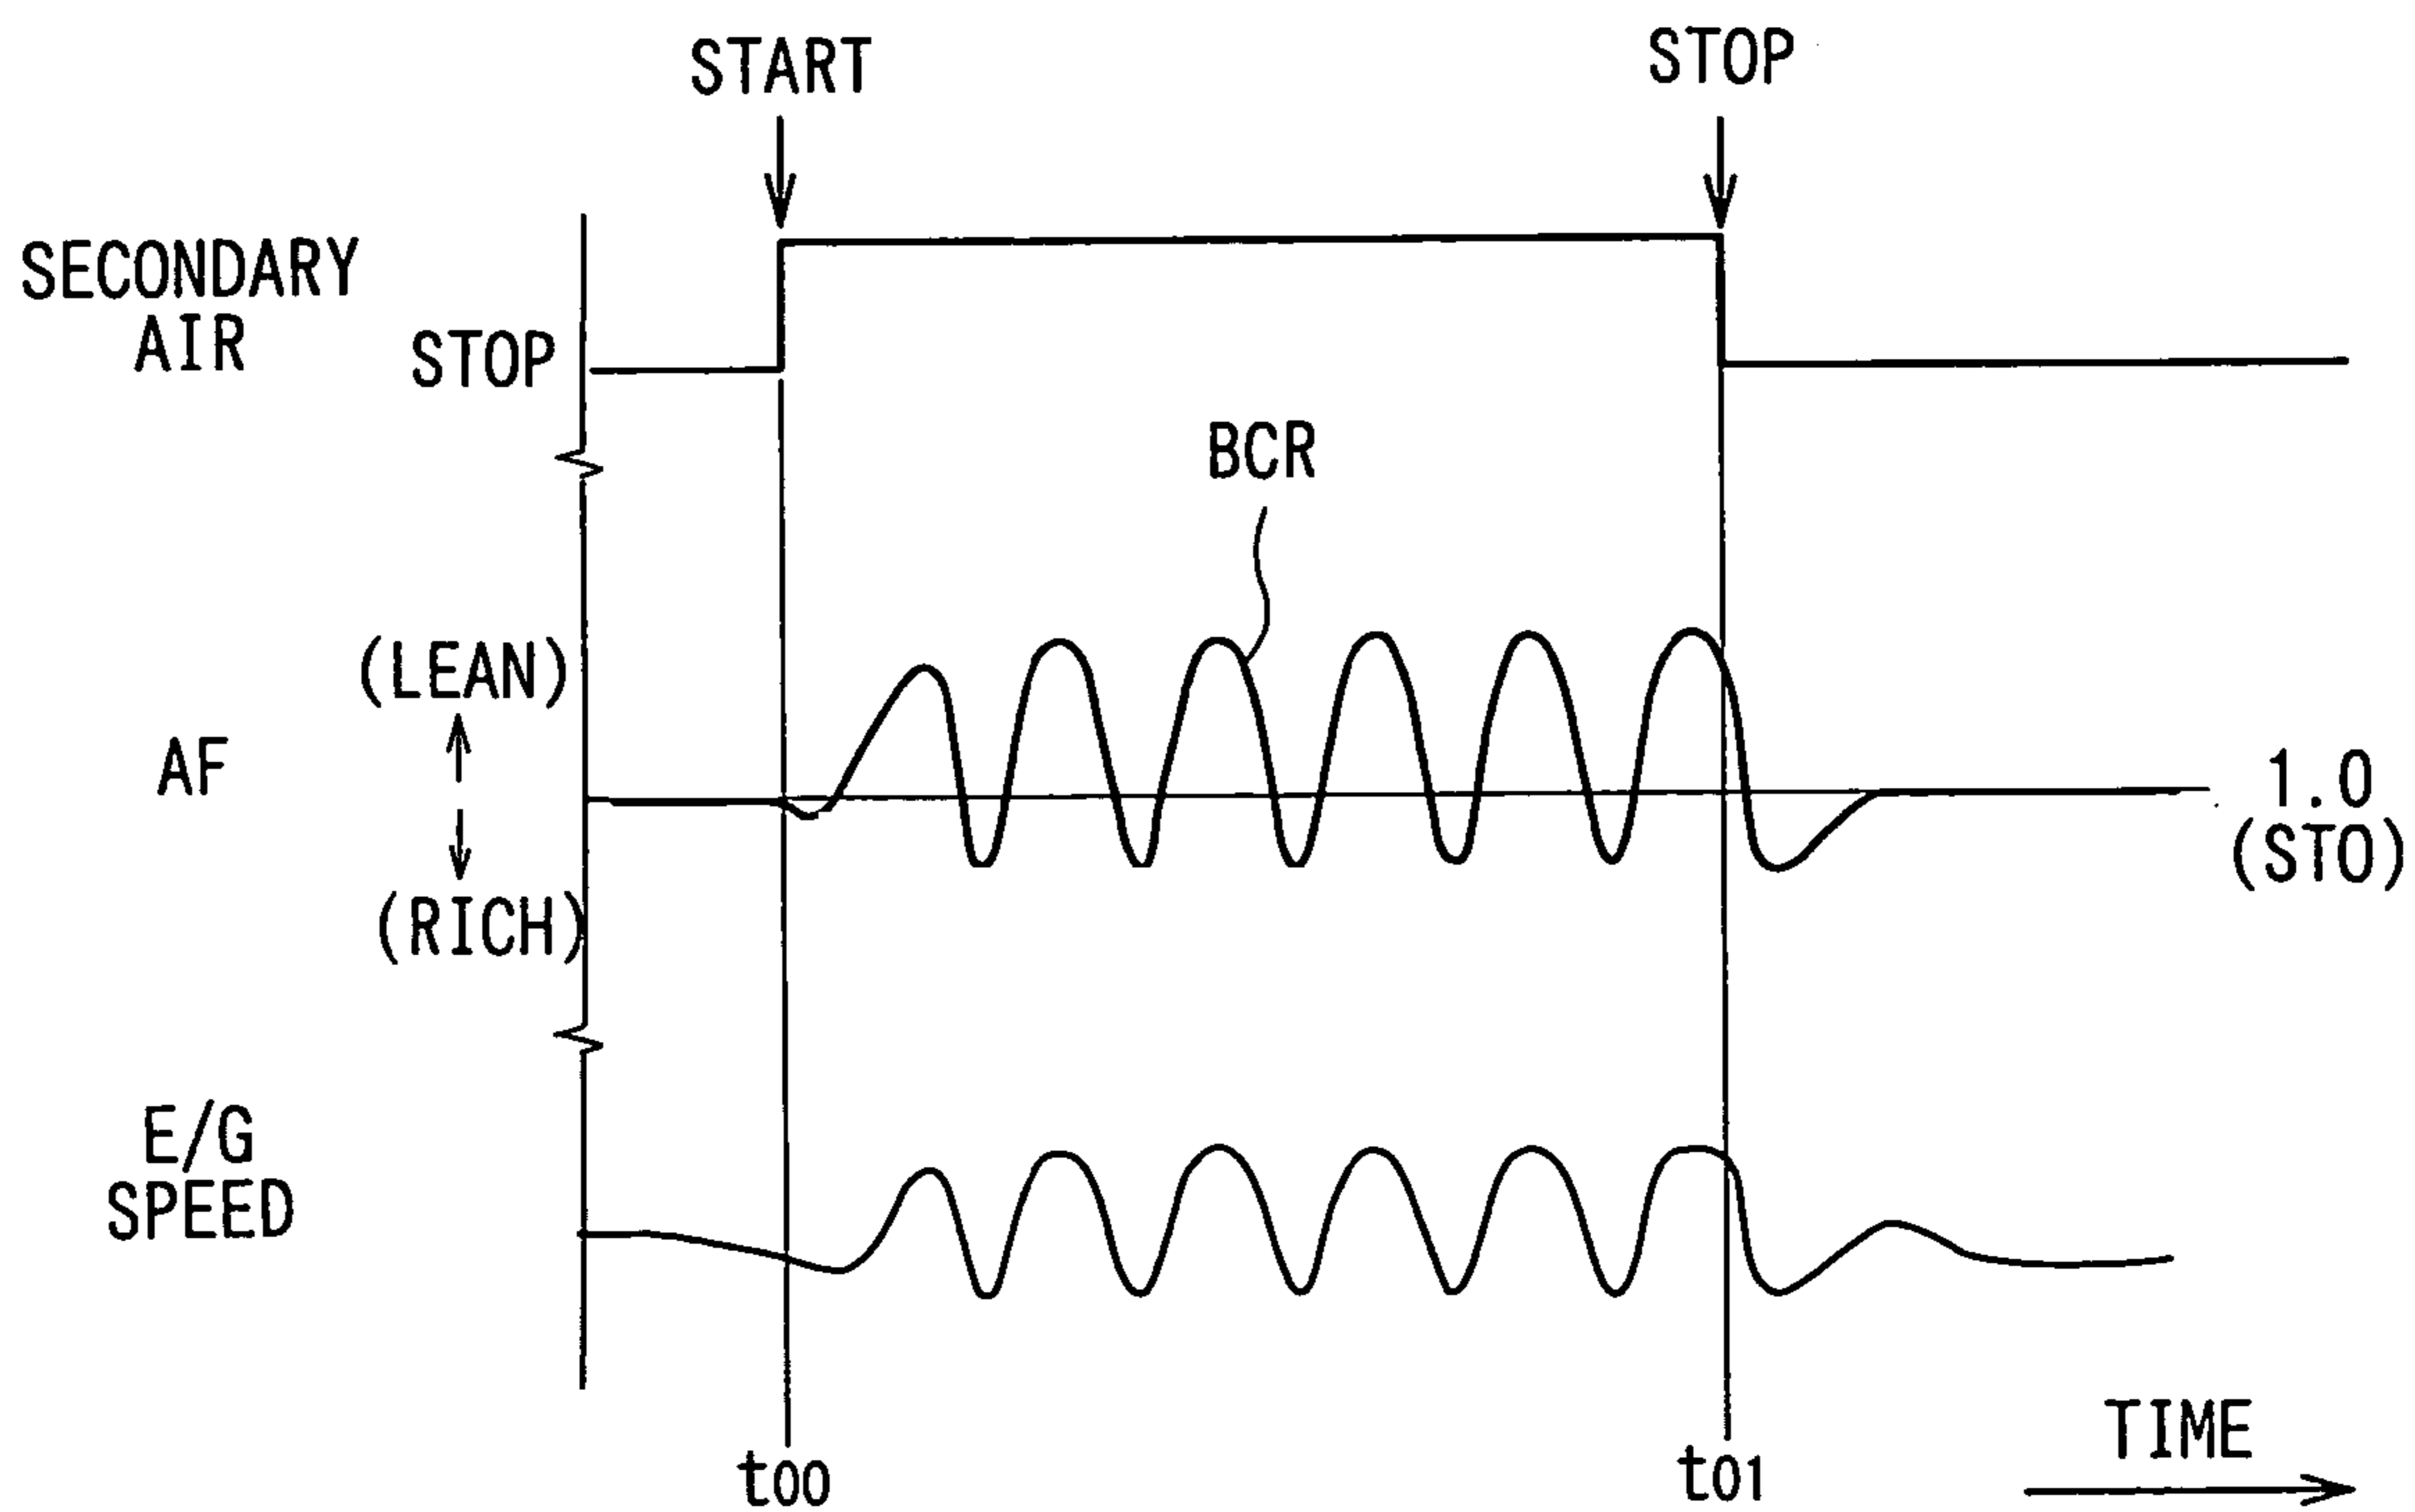 START
STOP
SECONDARY
AIR
STOP
BCR
(LEAN)
AF
(RICH)
1.0
(STO)
E/G
SPEED
TIME
t00
t01